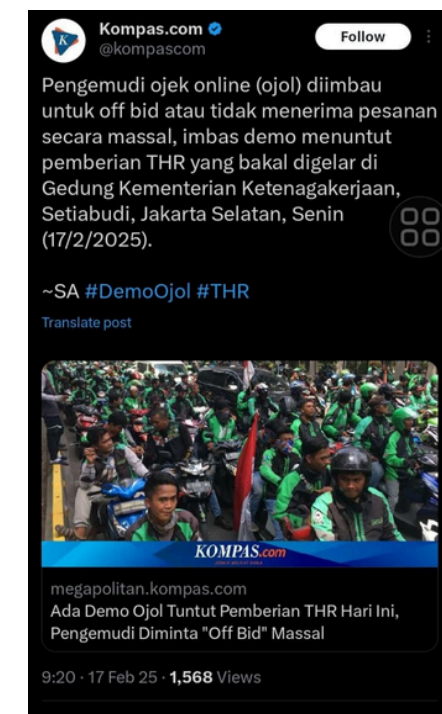 Kompas.com
@kompascom
Follow
Pengemudi ojek online (ojol) diimbau
untuk off bid atau tidak menerima pesanan
secara massal, imbas demo menuntut
pemberian THR yang bakal digelar di
Gedung Kementerian Ketenagakerjaan,
Setiabudi, Jakarta Selatan, Senin
(17/2/2025).
~SA #DemoOjol #THR
Translate post
KOMPAS.com
megapolitan.kompas.com
Ada Demo Ojol Tuntut Pemberian THR Hari Ini,
Pengemudi Diminta "Off Bid" Massal
9:20 · 17 Feb 25 · 1,568 Views